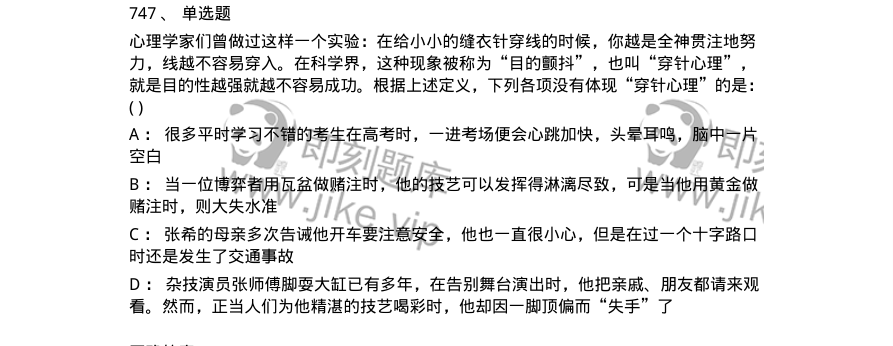 747 、 单选题
心理学家们曾做过这样一个实验：在给小小的缝衣针穿线的时候，你越是全神贯注地努
力，线越不容易穿入。在科学界，这种现象被称为“目的颤抖”，也叫“穿针心理”，
就是目的性越强就越不容易成功。根据上述定义，下列各项没有体现“穿针心理”的是：
( )
A ： 很多平时学习不错的考生在高考时，一进考场便会心跳加快，头晕耳鸣，脑中一片
空白
B ： 当一位博弈者用瓦盆做赌注时，他的技艺可以发挥得淋漓尽致，可是当他用黄金做
赌注时，则大失水准
C ： 张希的母亲多次告诫他开车要注意安全，他也一直很小心，但是在过一个十字路口
时还是发生了交通事故
D ： 杂技演员张师傅脚耍大缸已有多年，在告别舞台演出时，他把亲戚、朋友都请来观
看。然而，正当人们为他精湛的技艺喝彩时，他却因一脚顶偏而“失手”了
即刻题库
www.jike.vip